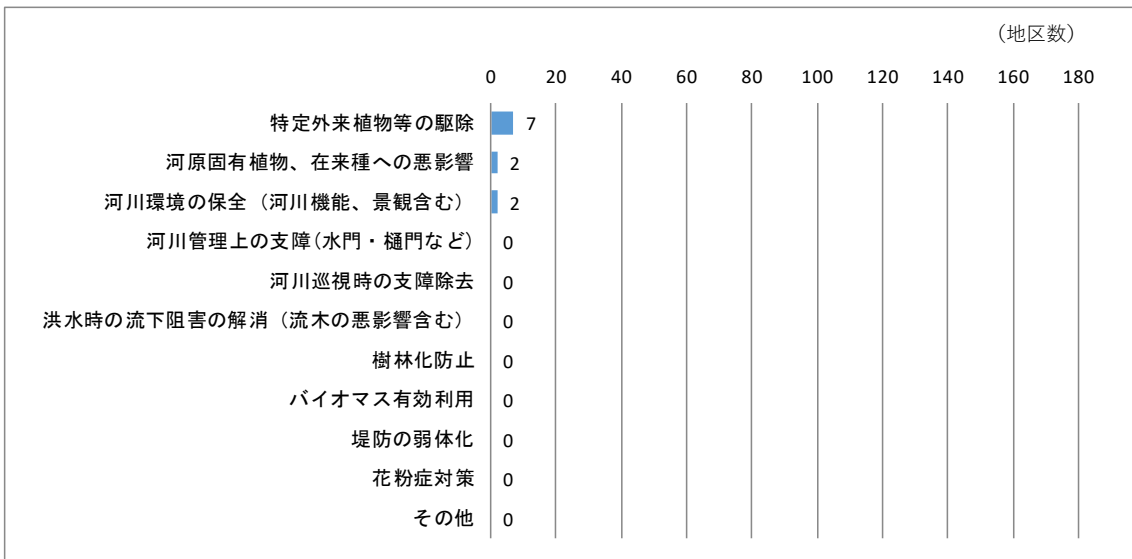 （地区数）
0 20 40 60 80 100 120 140 160 180
特定外来植物等の駆除 7
河原固有植物、在来種への悪影響 2
河川環境の保全（河川機能、景観含む） 2
河川管理上の支障(水門・樋門など) 0
河川巡視時の支障除去 0
洪水時の流下阻害の解消（流木の悪影響含む） 0
樹林化防止 0
バイオマス有効利用 0
堤防の弱体化 0
花粉症対策 0
その他 0